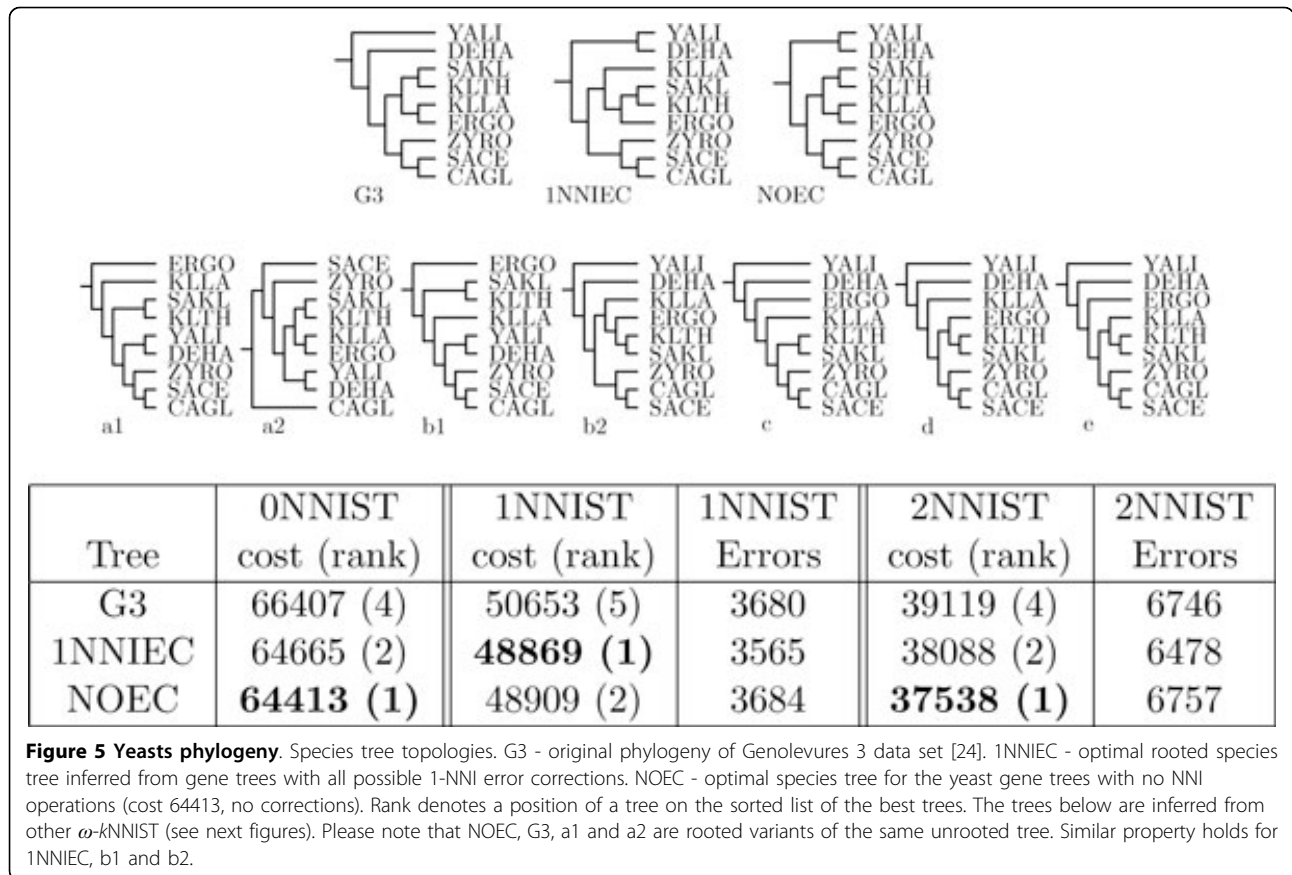 YALI YALI YALI
DEHA DEHA DEHA
SAKL KLLA SAKL
KLTH SAKL KLTH
KLLA KLTH KLLA
ERGO ERGO ERGO
ZYRO ZYRO ZYRO
SACE SACE SACE
CAGL CAGL CAGL
G3 1NNIEC NOEC
ERGO SACE ERGO YALI YALI YALI YALI
KLLA ZYRO SAKL DEHA DEHA DEHA DEHA
SAKL SAKL KLTH KLLA ERGO KLLA ERGO
KLTH KLTH KLLA ERGO KLLA ERGO KLLA
YALI KLLA YALI KLTH KLTH KLTH KLTH
DEHA ERGO DEHA SAKL SAKL SAKL SAKL
ZYRO YALI ZYRO ZYRO ZYRO ZYRO ZYRO
SACE DEHA SACE CAGL CAGL CAGL CAGL
CAGL CAGL CAGL SACE SACE SACE SACE
a1 a2 b1 b2 c d e
0NNIST 1NNIST 1NNIST 2NNIST 2NNIST
Tree cost (rank) cost (rank) Errors cost (rank) Errors
G3 66407 (4) 50653 (5) 3680 39119 (4) 6746
1NNIEC 64665 (2) 48869 (1) 3565 38088 (2) 6478
NOEC 64413 (1) 48909 (2) 3684 37538 (1) 6757
Figure 5 Yeasts phylogeny. Species tree topologies. G3 - original phylogeny of Genolevures 3 data set [24]. 1NNIEC - optimal rooted species
tree inferred from gene trees with all possible 1-NNI error corrections. NOEC - optimal species tree for the yeast gene trees with no NNI
operations (cost 64413, no corrections). Rank denotes a position of a tree on the sorted list of the best trees. The trees below are inferred from
other ω-kNNIST (see next figures). Please note that NOEC, G3, a1 and a2 are rooted variants of the same unrooted tree. Similar property holds for
1NNIEC, b1 and b2.